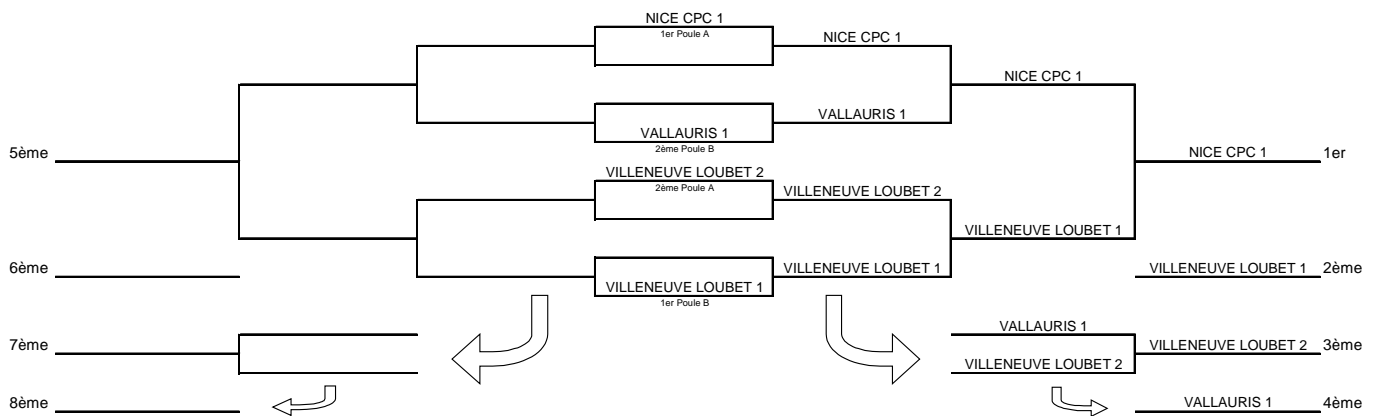 NICE CPC 1
1er Poule A
NICE CPC 1
NICE CPC 1
VALLAURIS 1
VALLAURIS 1
2ème Poule B
5ème
NICE CPC 1 1er
VILLENEUVE LOUBET 2
2ème Poule A
VILLENEUVE LOUBET 2
VILLENEUVE LOUBET 1
6ème
VILLENEUVE LOUBET 1
VILLENEUVE LOUBET 1 2ème
VILLENEUVE LOUBET 1
1er Poule B
VALLAURIS 1
7ème
VILLENEUVE LOUBET 2 3ème
VILLENEUVE LOUBET 2
8ème
VALLAURIS 1 4ème